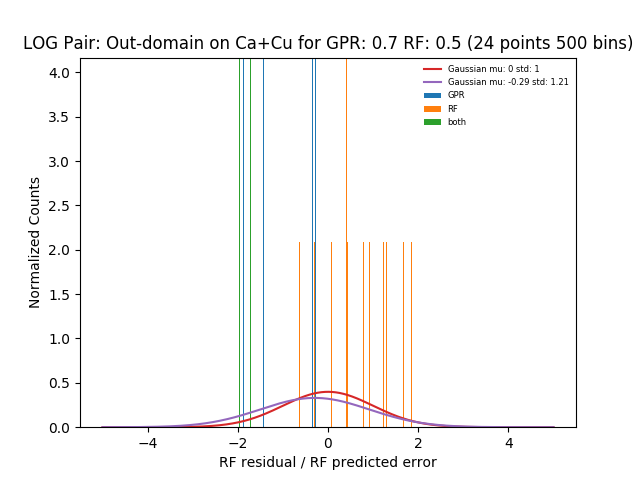 LOG Pair: Out-domain on Ca+Cu for GPR: 0.7 RF: 0.5 (24 points 500 bins)
Gaussian mu: 0 std: 1
Gaussian mu: -0.29 std: 1.21
GPR
RF
both
4.0
3.5
3.0
2.5
2.0
1.5
1.0
0.5
0.0
Normalized Counts
−4
−2
0
2
4
RF residual / RF predicted error